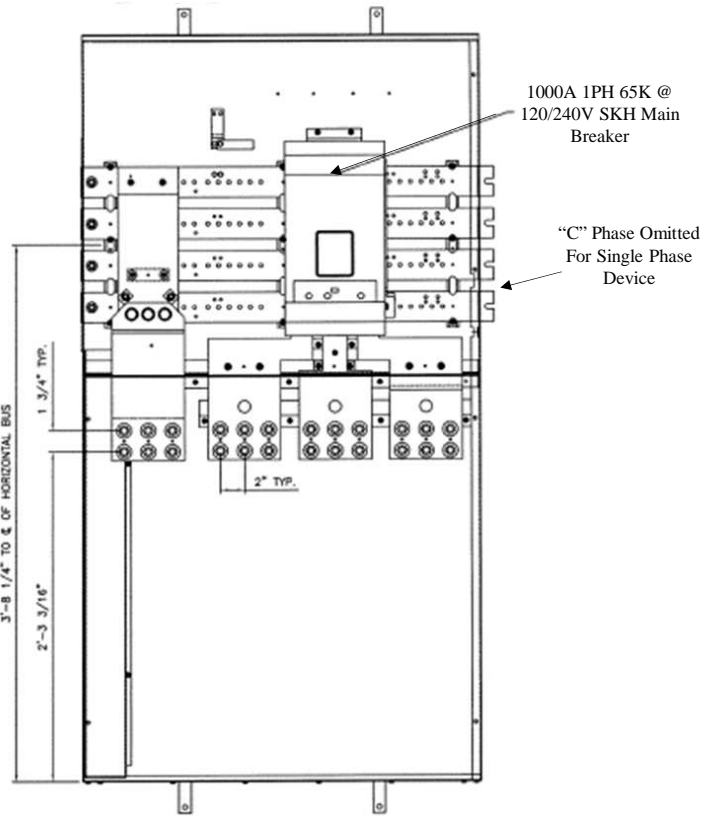 1000A 1PH 65K @
120/240V SKH Main
Breaker
“C” Phase Omitted
For Single Phase
Device
1 3/4" TYP.
3'-8 1/4" TO ℄ OF HORIZONTAL BUS
2'-3 3/16"
2" TYP.